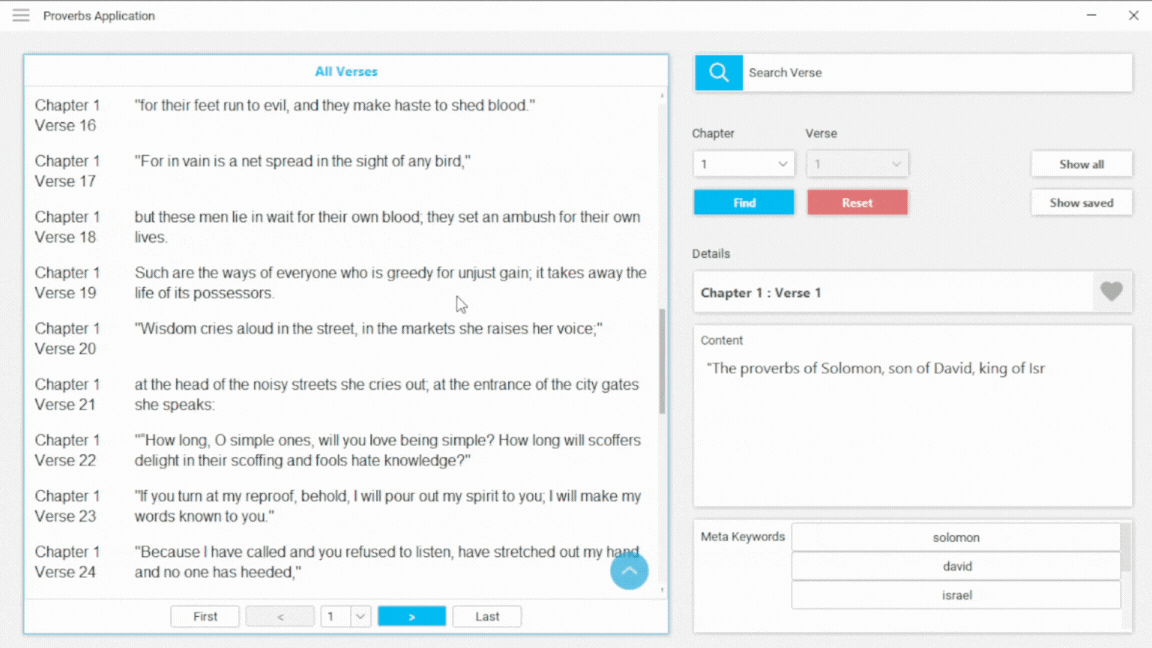 Proverbs Application
All Verses
Chapter 1 "for their feet run to evil, and they make haste to shed blood."
Verse 16
Chapter 1 "For in vain is a net spread in the sight of any bird,"
Verse 17
Chapter 1 but these men lie in wait for their own blood; they set an ambush for their own
Verse 18 lives.
Chapter 1 Such are the ways of everyone who is greedy for unjust gain; it takes away the
Verse 19 life of its possessors.
Chapter 1 "Wisdom cries aloud in the street, in the markets she raises her voice;"
Verse 20
Chapter 1 at the head of the noisy streets she cries out; at the entrance of the city gates
Verse 21 she speaks:
Chapter 1 ""How long, O simple ones, will you love being simple? How long will scoffers
Verse 22 delight in their scoffing and fools hate knowledge?"
Chapter 1 "If you turn at my reproof, behold, I will pour out my spirit to you; I will make my
Verse 23 words known to you."
Chapter 1 "Because I have called and you refused to listen, have stretched out my hand
Verse 24 and no one has heeded,"
First < 1 > Last
Search Verse
Chapter Verse
1 1 Show all
Find Reset Show saved
Details
Chapter 1 : Verse 1
Content
"The proverbs of Solomon, son of David, king of Isr
Meta Keywords solomon
david
israel